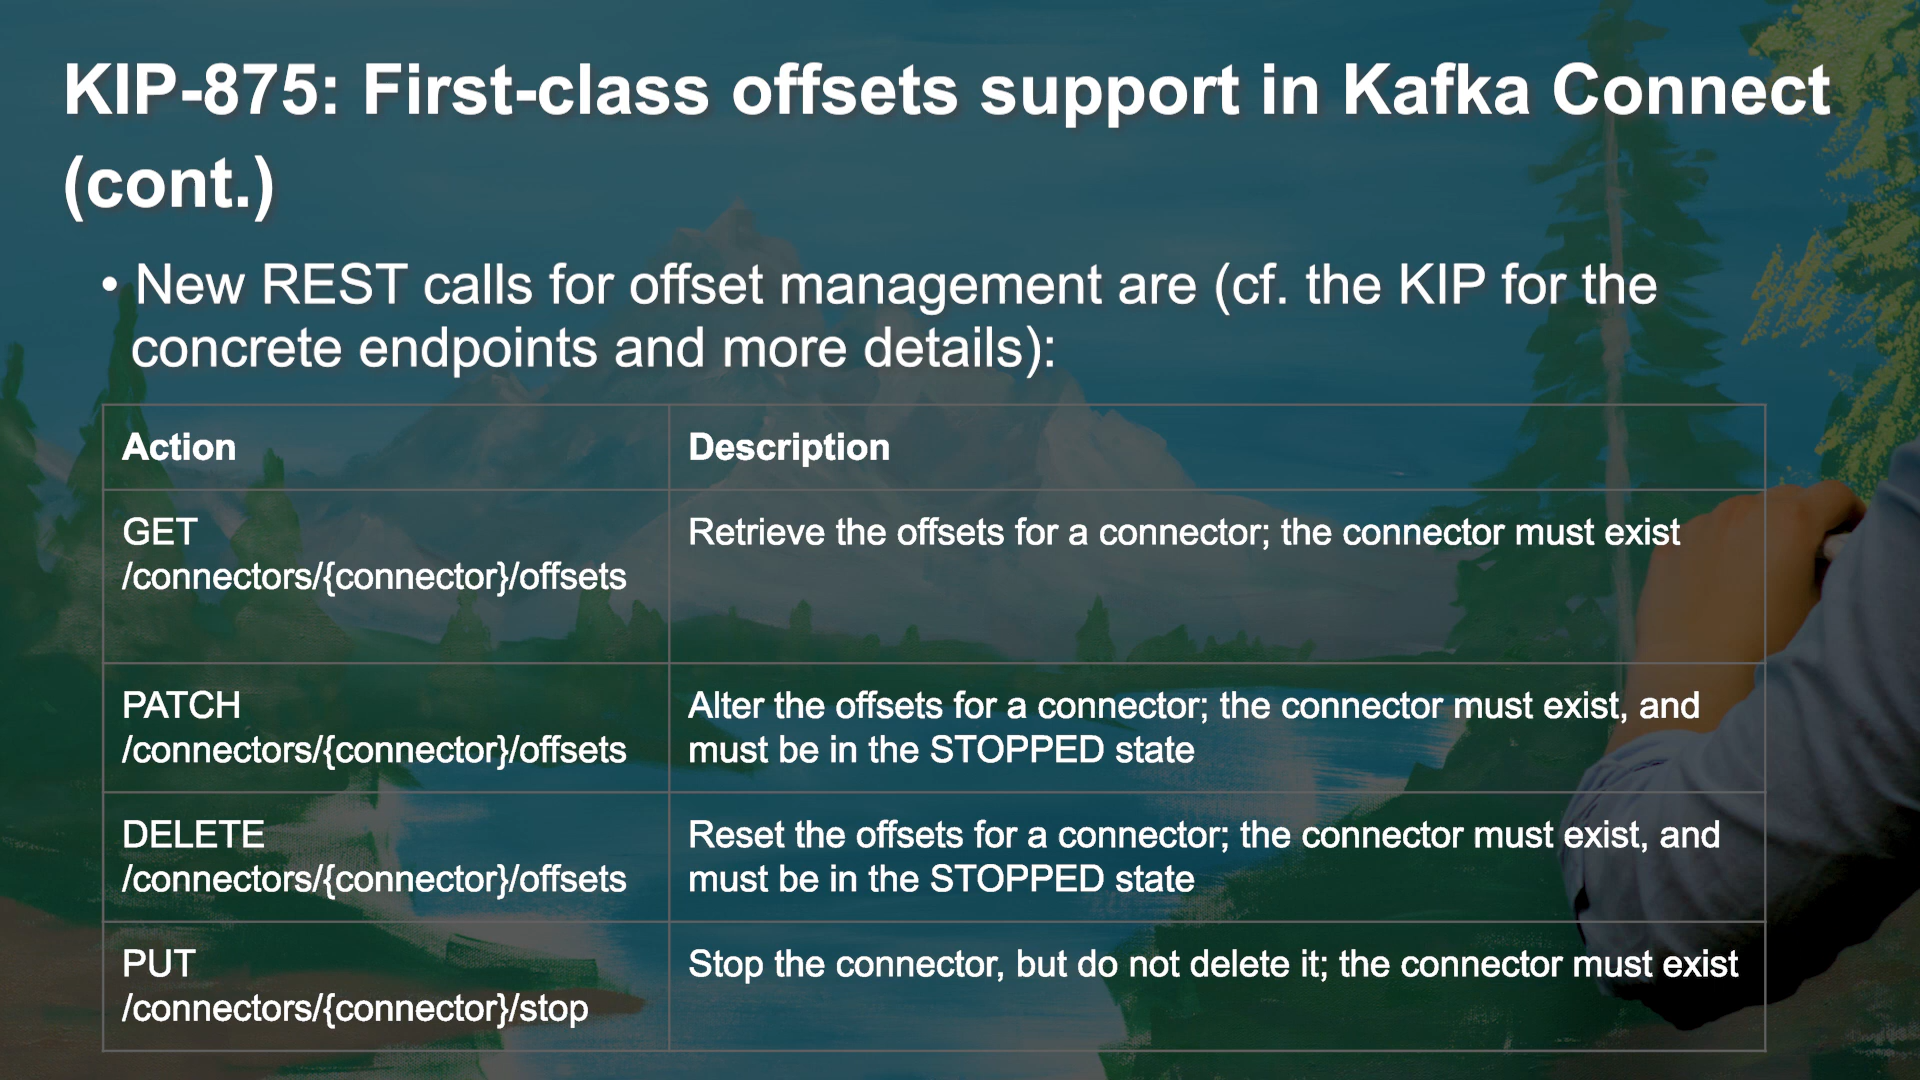 KIP-875: First-class offsets support in Kafka Connect
(cont.)
• New REST calls for offset management are (cf. the KIP for the
concrete endpoints and more details):
Action
Description
GET
/connectors/{connector}/offsets
Retrieve the offsets for a connector; the connector must exist
PATCH
/connectors/{connector}/offsets
Alter the offsets for a connector; the connector must exist, and
must be in the STOPPED state
DELETE
/connectors/{connector}/offsets
Reset the offsets for a connector; the connector must exist, and
must be in the STOPPED state
PUT
/connectors/{connector}/stop
Stop the connector, but do not delete it; the connector must exist